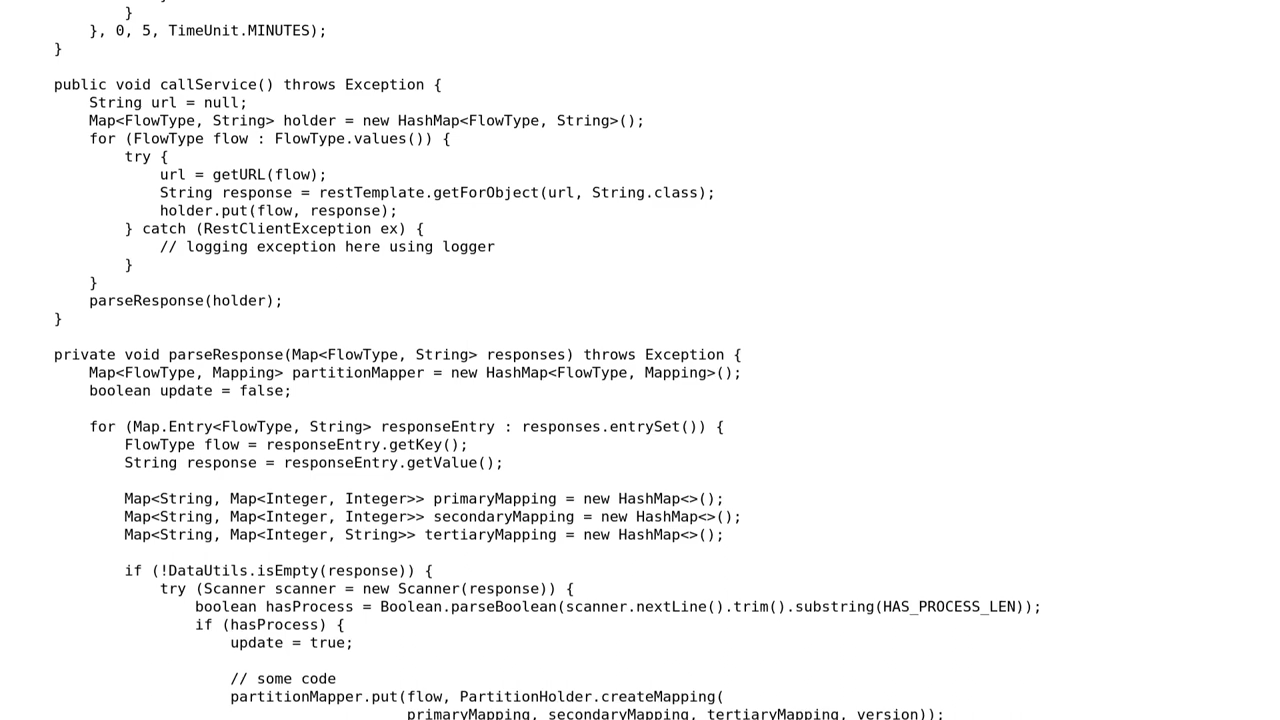 }
}, 0, 5, TimeUnit.MINUTES);
}
public void callService() throws Exception {
String url = null;
Map<FlowType, String> holder = new HashMap<FlowType, String>();
for (FlowType flow : FlowType.values()) {
try {
url = getURL(flow);
String response = restTemplate.getForObject(url, String.class);
holder.put(flow, response);
} catch (RestClientException ex) {
// logging exception here using logger
}
}
parseResponse(holder);
}
private void parseResponse(Map<FlowType, String> responses) throws Exception {
Map<FlowType, Mapping> partitionMapper = new HashMap<FlowType, Mapping>();
boolean update = false;
for (Map.Entry<FlowType, String> responseEntry : responses.entrySet()) {
FlowType flow = responseEntry.getKey();
String response = responseEntry.getValue();
Map<String, Map<Integer, Integer>> primaryMapping = new HashMap<>();
Map<String, Map<Integer, Integer>> secondaryMapping = new HashMap<>();
Map<String, Map<Integer, String>> tertiaryMapping = new HashMap<>();
if (!DataUtils.isEmpty(response)) {
try (Scanner scanner = new Scanner(response)) {
boolean hasProcess = Boolean.parseBoolean(scanner.nextLine().trim().substring(HAS_PROCESS_LEN));
if (hasProcess) {
update = true;
// some code
partitionMapper.put(flow, PartitionHolder.createMapping(
primaryMapping, secondaryMapping, tertiaryMapping, version));